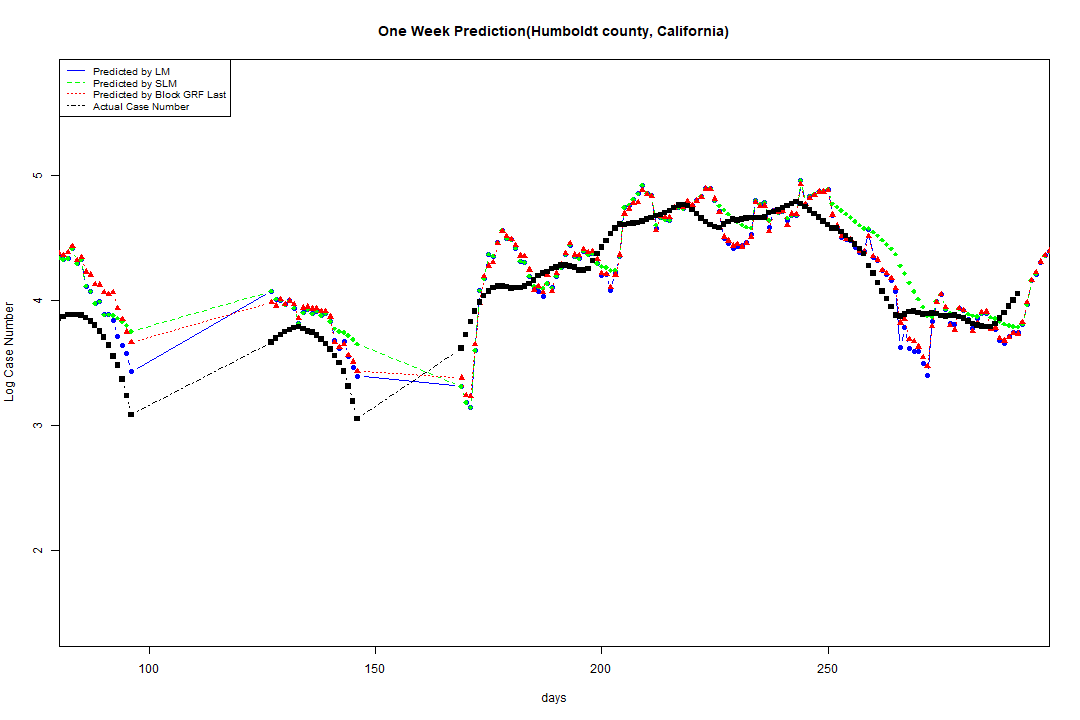 One Week Prediction(Humboldt county, California)
Predicted by LM
Predicted by SLM
Predicted by Block GRF Last
Actual Case Number
5
4
3
2
Log Case Number
100 150 200 250
days